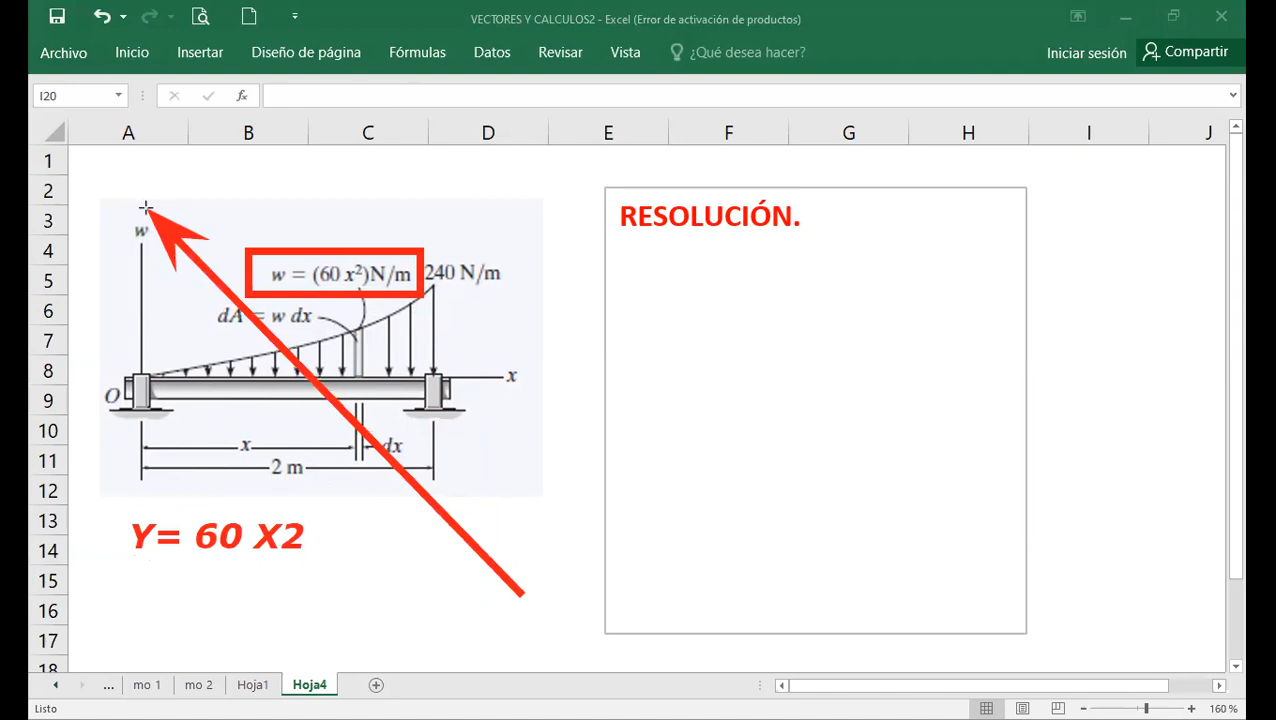 VECTORES Y CALCULOS2 - Excel (Error de activación de productos)
Archivo Inicio Insertar Diseño de página Fórmulas Datos Revisar Vista ¿Qué desea hacer? Iniciar sesión Compartir
I20 fx
A B C D E F G H I J
1
2
3
4
5
6
7
8
9
10
11
12
13
14
15
16
17
18
w
w = (60 x²)N/m 240 N/m
dA = w dx
x
O
x dx
2 m
Y= 60 X2
RESOLUCIÓN.
... mo 1 mo 2 Hoja1 Hoja4
Listo 160 %